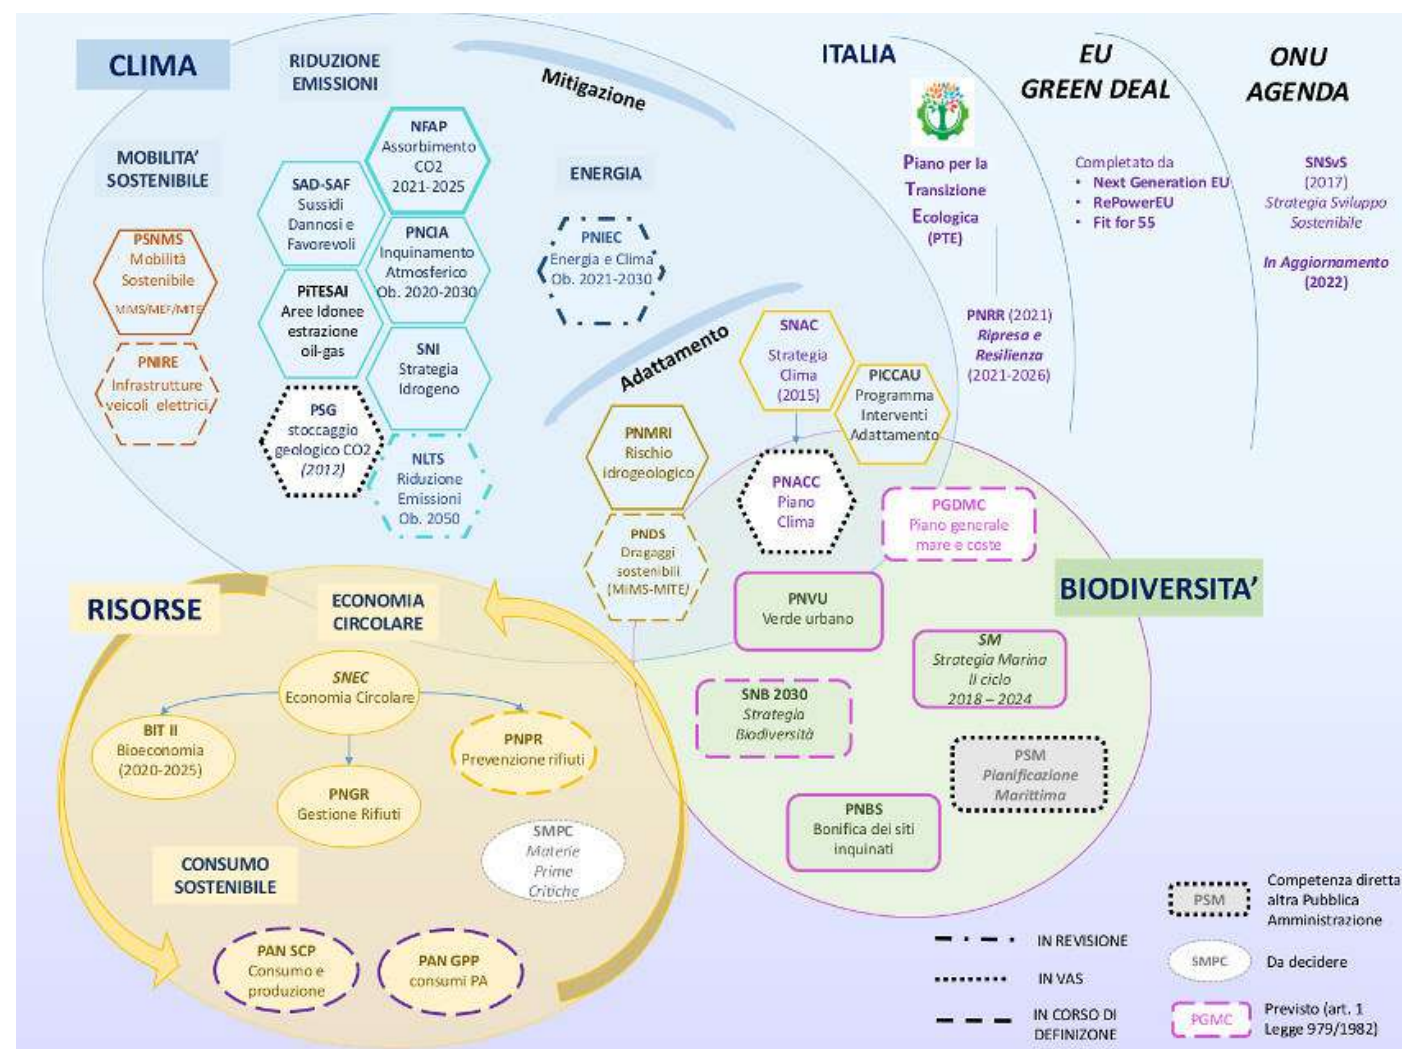 CLIMA
RIDUZIONE
EMISSIONI
Mitigazione
ITALIA
EU
GREEN DEAL
ONU
AGENDA
MOBILITA’
SOSTENIBILE
NFAP
Assorbimento
CO2
2021-2025
SAD-SAF
Sussidi
Dannosi e
Favorevoli
ENERGIA
Piano per la
Transizione
Ecologica
(PTE)
Completato da
• Next Generation EU
• RePowerEU
• Fit for 55
SNSvS
(2017)
Strategia Sviluppo
Sostenibile
In Aggiornamento
(2022)
PSNMS
Mobilità
Sostenibile
MIMS/MEF/MITE
PNCIA
Inquinamento
Atmosferico
Ob. 2020-2030
PNIEC
Energia e Clima
Ob. 2021-2030
PiTESAI
Aree Idonee
estrazione
oil-gas
PNRR (2021)
Ripresa e
Resilienza
(2021-2026)
PNIRE
Infrastrutture
veicoli elettrici
SNI
Strategia
Idrogeno
Adattamento
SNAC
Strategia
Clima
(2015)
PICCAU
Programma
Interventi
Adattamento
PSG
stoccaggio
geologico CO2
(2012)
NLTS
Riduzione
Emissioni
Ob. 2050
PNMRI
Rischio
idrogeologico
PNACC
Piano
Clima
PGDMC
Piano generale
mare e coste
PNDS
Dragaggi
sostenibili
(MiMS-MITE)
BIODIVERSITA’
RISORSE
ECONOMIA
CIRCOLARE
PNVU
Verde urbano
SM
Strategia Marina
II ciclo
2018 – 2024
SNEC
Economia Circolare
SNB 2030
Strategia
Biodiversità
BIT II
Bioeconomia
(2020-2025)
PNPR
Prevenzione rifiuti
PSM
Pianificazione
Marittima
PNGR
Gestione Rifiuti
PNBS
Bonifica dei siti
inquinati
SMPC
Materie
Prime
Critiche
CONSUMO
SOSTENIBILE
PAN SCP
Consumo e
produzione
PAN GPP
consumi PA
IN REVISIONE
IN VAS
IN CORSO DI
DEFINIZONE
PSM
Competenza diretta
altra Pubblica
Amministrazione
SMPC
Da decidere
PGMC
Previsto (art. 1
Legge 979/1982)